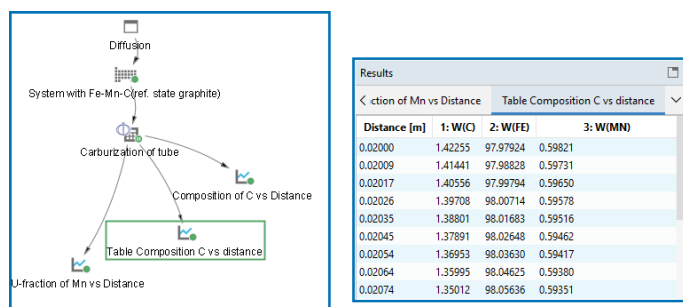 Diffusion
System with Fe-Mn-C(ref. state graphite)
Carburization of tube
Composition of C vs Distance
Table Composition C vs distance
U-fraction of Mn vs Distance
Results
ction of Mn vs Distance Table Composition C vs distance
Distance [m] 1: W(C) 2: W(FE) 3: W(MN)
0.02000 1.42255 97.97924 0.59821
0.02009 1.41441 97.98828 0.59731
0.02017 1.40556 97.99794 0.59650
0.02026 1.39708 98.00714 0.59578
0.02035 1.38801 98.01683 0.59516
0.02045 1.37891 98.02648 0.59462
0.02054 1.36953 98.03630 0.59417
0.02064 1.35995 98.04625 0.59380
0.02074 1.35012 98.05636 0.59351